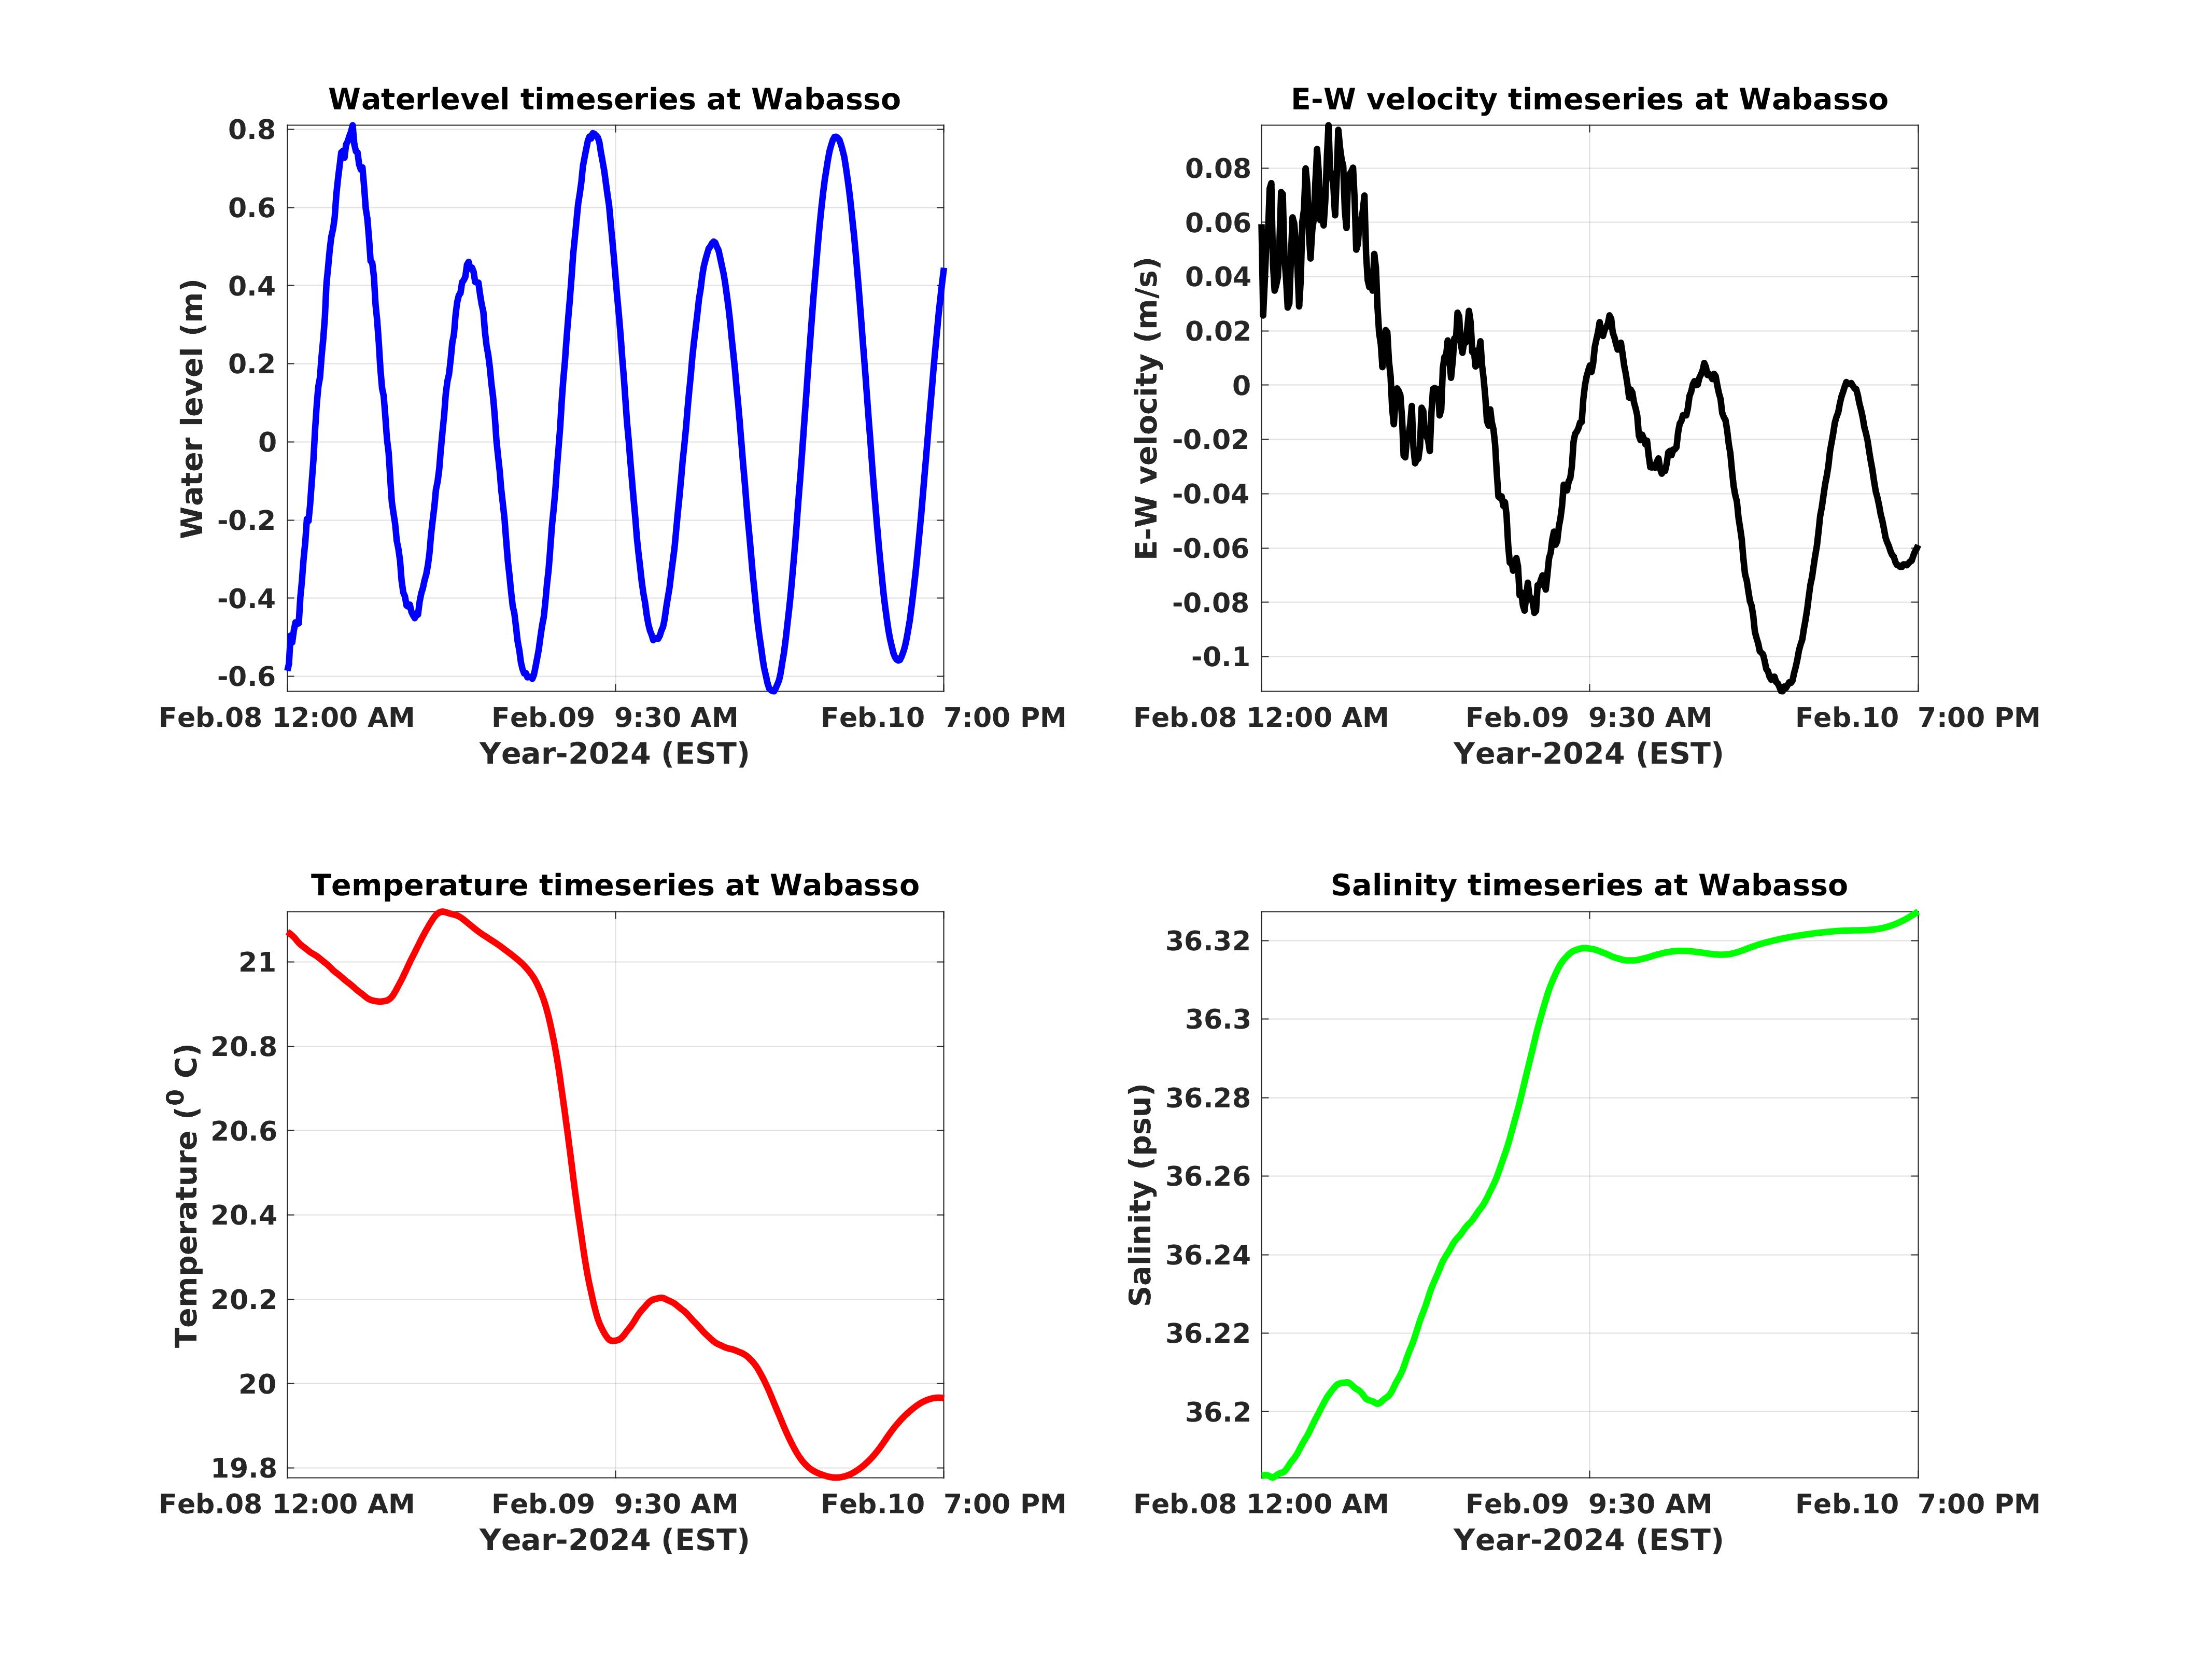 Waterlevel timeseries at Wabasso
0.8
0.6
0.4
0.2
0
-0.2
-0.4
-0.6
Water level (m)
Feb.08 12:00 AM
Feb.09  9:30 AM
Feb.10  7:00 PM
Year-2024 (EST)
E-W velocity timeseries at Wabasso
0.08
0.06
0.04
0.02
0
-0.02
-0.04
-0.06
-0.08
-0.1
E-W velocity (m/s)
Feb.08 12:00 AM
Feb.09  9:30 AM
Feb.10  7:00 PM
Year-2024 (EST)
Temperature timeseries at Wabasso
21
20.8
20.6
20.4
20.2
20
19.8
Temperature (⁰ C)
Feb.08 12:00 AM
Feb.09  9:30 AM
Feb.10  7:00 PM
Year-2024 (EST)
Salinity timeseries at Wabasso
36.32
36.3
36.28
36.26
36.24
36.22
36.2
Salinity (psu)
Feb.08 12:00 AM
Feb.09  9:30 AM
Feb.10  7:00 PM
Year-2024 (EST)